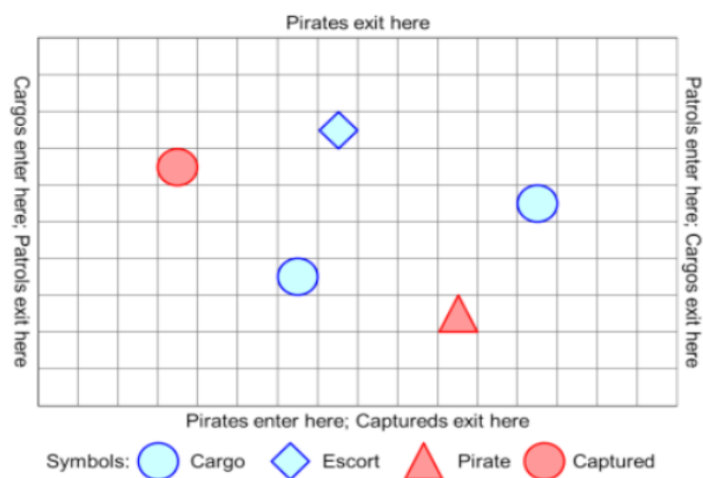 Pirates exit here
Cargos enter here; Patrols exit here
Patrols enter here; Cargos exit here
Pirates enter here; Captureds exit here
Symbols: Cargo Escort Pirate Captured